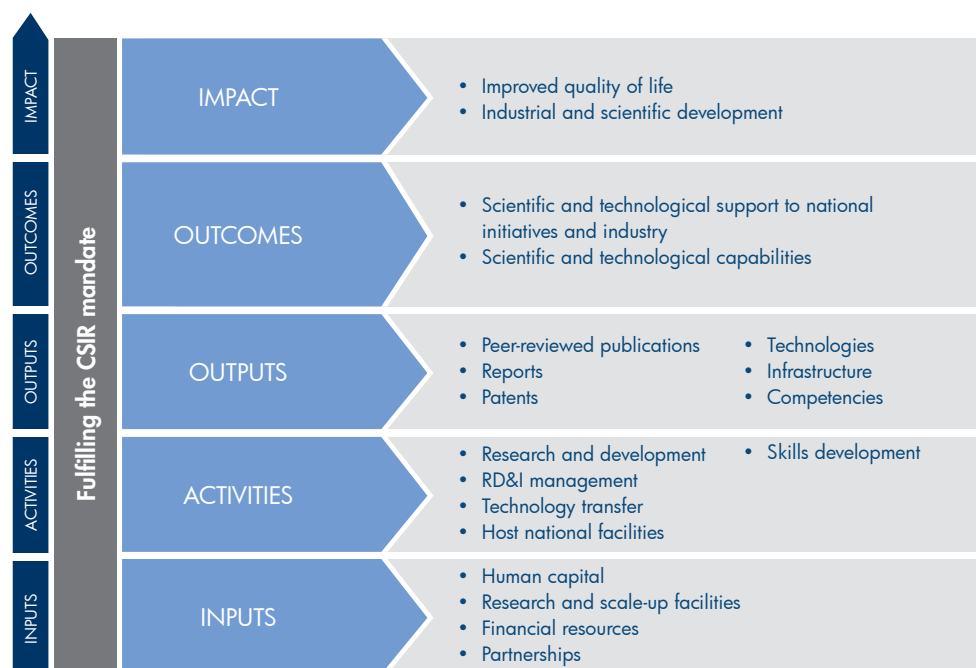 IMPACT
OUTCOMES
OUTPUTS
ACTIVITIES
INPUTS
Fulfilling the CSIR mandate
IMPACT
• Improved quality of life
• Industrial and scientific development
OUTCOMES
• Scientific and technological support to national
initiatives and industry
• Scientific and technological capabilities
OUTPUTS
• Peer-reviewed publications
• Reports
• Patents
• Technologies
• Infrastructure
• Competencies
ACTIVITIES
• Research and development
• RD&I management
• Technology transfer
• Host national facilities
• Skills development
INPUTS
• Human capital
• Research and scale-up facilities
• Financial resources
• Partnerships